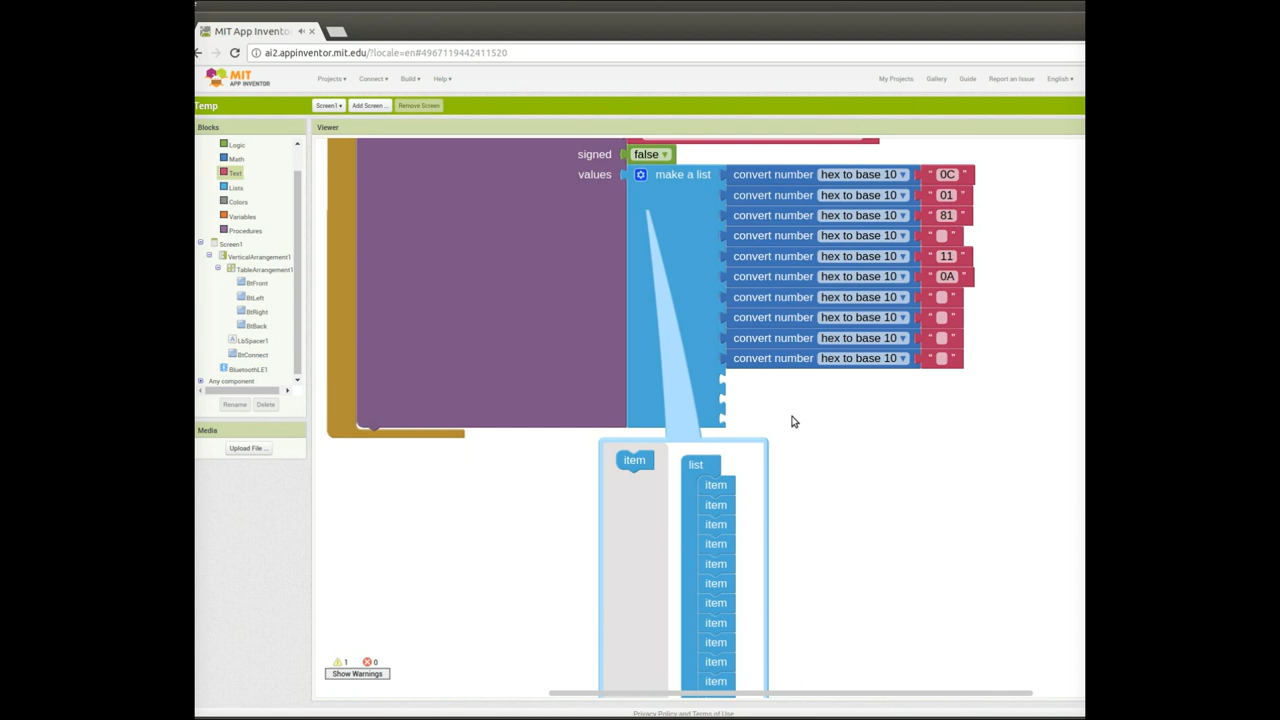 MIT App Invento
ai2.appinventor.mit.edu/?locale=en#4967119442411520
MIT
APP INVENTOR
Projects Connect Build Help
My Projects Gallery Guide Report an Issue English
Temp
Screen1 Add Screen ... Remove Screen
Blocks
Viewer
Logic
Math
Text
Lists
Colors
Variables
Procedures
Screen1
VerticalArrangement1
TableArrangement1
BtFront
BtLeft
BtRight
BtBack
LbSpacer1
BtConnect
BluetoothLE1
Any component
Rename Delete
Media
Upload File ...
signed false
values make a list
convert number hex to base 10 " 0C "
convert number hex to base 10 " 01 "
convert number hex to base 10 " 81 "
convert number hex to base 10 " "
convert number hex to base 10 " 11 "
convert number hex to base 10 " 0A "
convert number hex to base 10 " "
convert number hex to base 10 " "
convert number hex to base 10 " "
convert number hex to base 10 " "
item
list
item
item
item
item
item
item
item
item
item
item
item
1 0
Show Warnings
Privacy Policy and Terms of Use